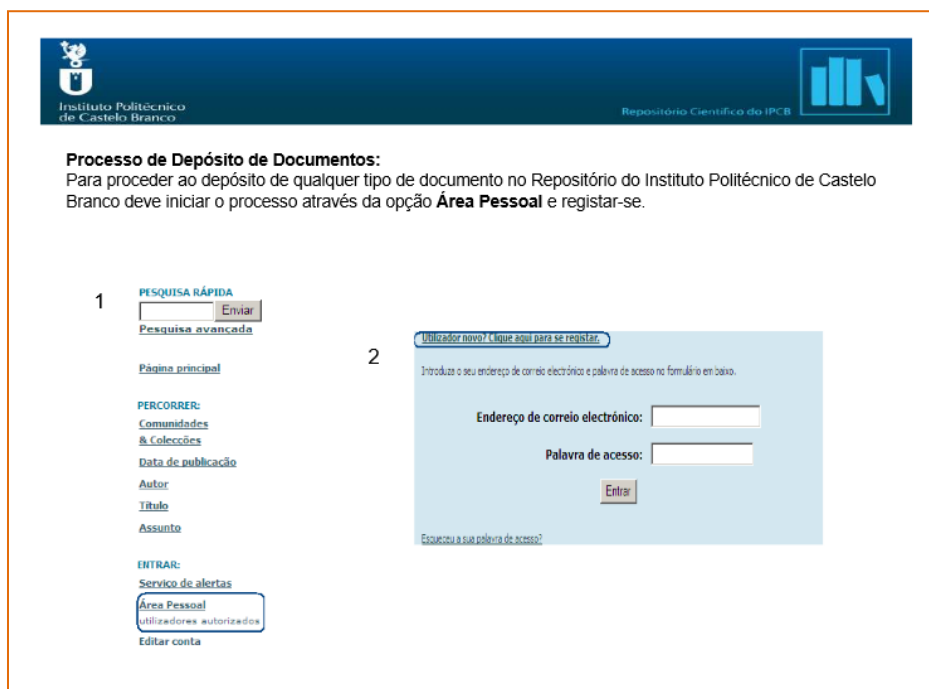 Instituto Politécnico
de Castelo Branco
Repositório Científico do IPCB
Processo de Depósito de Documentos:
Para proceder ao depósito de qualquer tipo de documento no Repositório do Instituto Politécnico de Castelo
Branco deve iniciar o processo através da opção Área Pessoal e registar-se.
1
PESQUISA RÁPIDA
Enviar
Pesquisa avançada
Página principal
PERCORRER:
Comunidades
& Colecções
Data de publicação
Autor
Título
Assunto
ENTRAR:
Serviço de alertas
Área Pessoal
utilizadores autorizados
Editar conta
2
Utilizador novo? Clique aqui para se registar.
Introduza o seu endereço de correio electrónico e palavra de acesso no formulário em baixo.
Endereço de correio electrónico:
Palavra de acesso:
Entrar
Esqueceu a sua palavra de acesso?